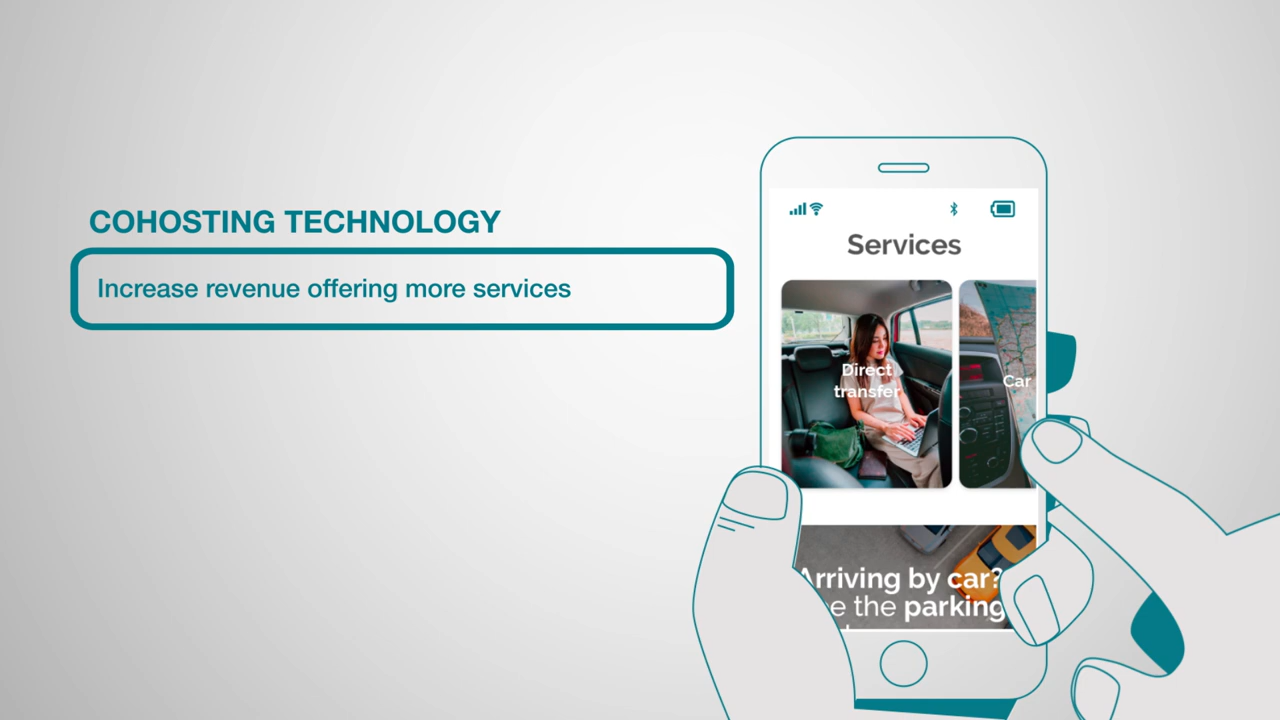 COHOSTING TECHNOLOGY
Increase revenue offering more services
Services
Direct
transfer
Car
Arriving by car?
the parking